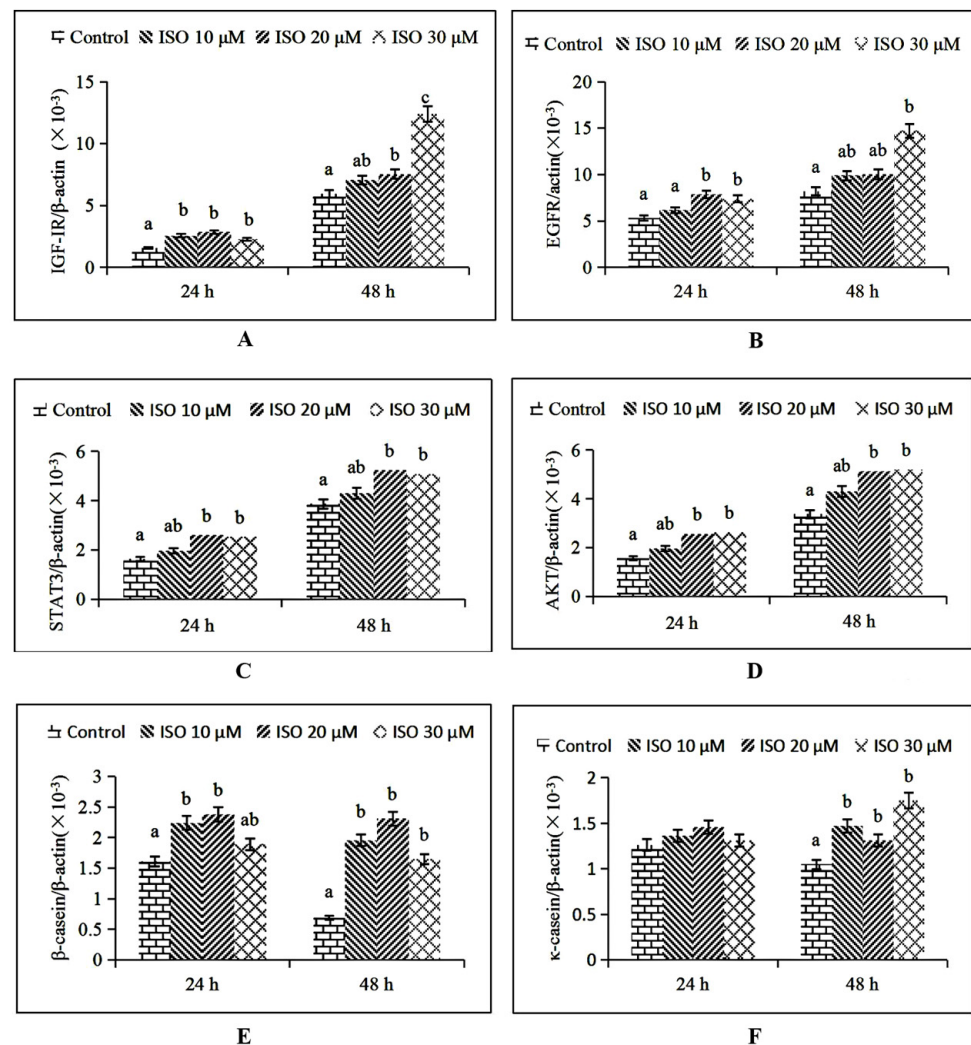 Control ISO 10 μM ISO 20 μM ISO 30 μM
IGF-IR/β-actin (×10⁻³)
15
10
5
0
a b b b
a ab b c
24 h 48 h
A
Control ISO 10 μM ISO 20 μM ISO 30 μM
EGFR/actin(×10⁻³)
20
15
10
5
0
a a b b
a ab ab b
24 h 48 h
B
Control ISO 10 μM ISO 20 μM ISO 30 μM
STAT3/β-actin(×10⁻³)
6
4
2
0
a ab b b
a ab b b
24 h 48 h
C
Control ISO 10 μM ISO 20 μM ISO 30 μM
AKT/β-actin(×10⁻³)
6
4
2
0
a ab b b
a ab b b
24 h 48 h
D
Control ISO 10 μM ISO 20 μM ISO 30 μM
β-casein/β-actin(×10⁻³)
3
2.5
2
1.5
1
0.5
0
a b b ab
a b b b
24 h 48 h
E
Control ISO 10 μM ISO 20 μM ISO 30 μM
κ-casein/β-actin(×10⁻³)
2
1.5
1
0.5
0
a b b b
24 h 48 h
F